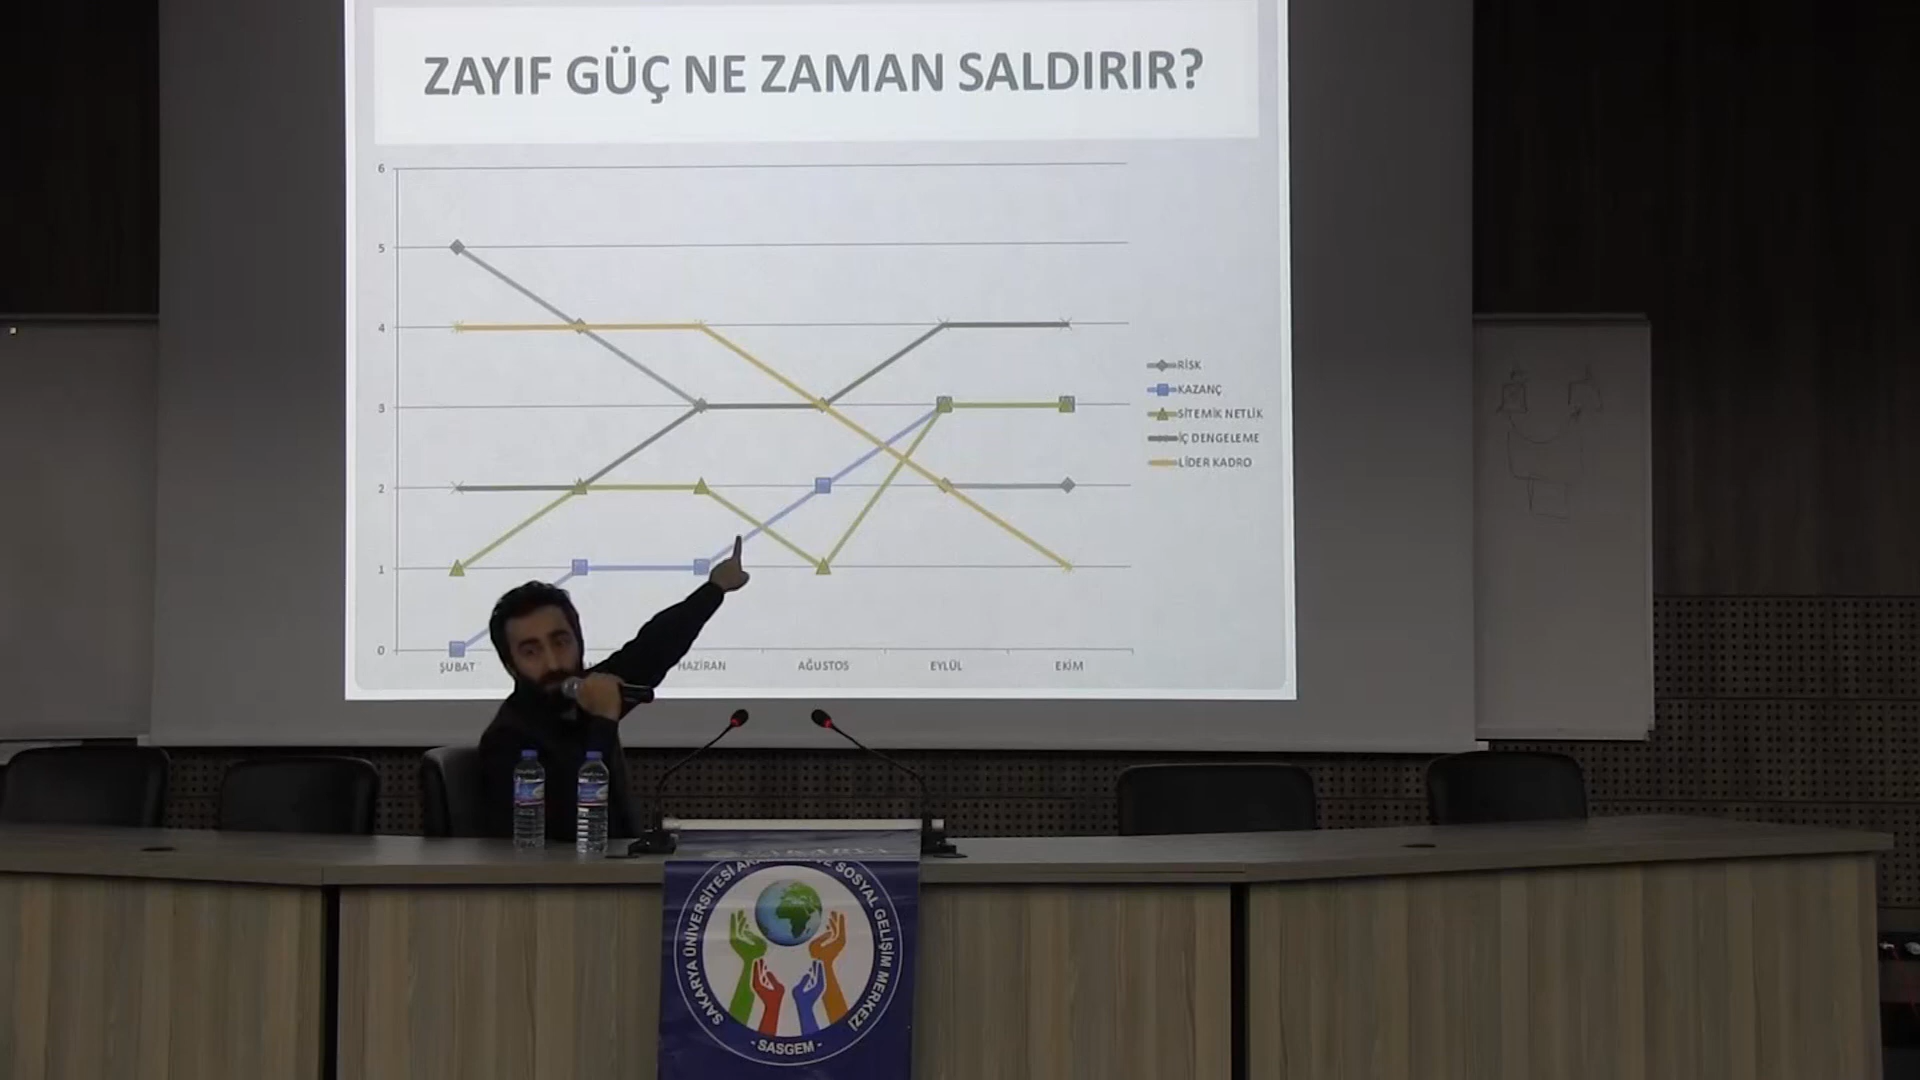 ZAYIF GÜÇ NE ZAMAN SALDIRIR?
6
5
4
3
2
1
0
RİSK
KAZANÇ
SİTEMİK NETLİK
İÇ DENGELEME
LİDER KADRO
ŞUBAT
HAZİRAN
AĞUSTOS
EYLÜL
EKİM
SAKARYA ÜNİVERSİTESİ
VE SOSYAL GELİŞİM MERKEZİ
- SASGEM -